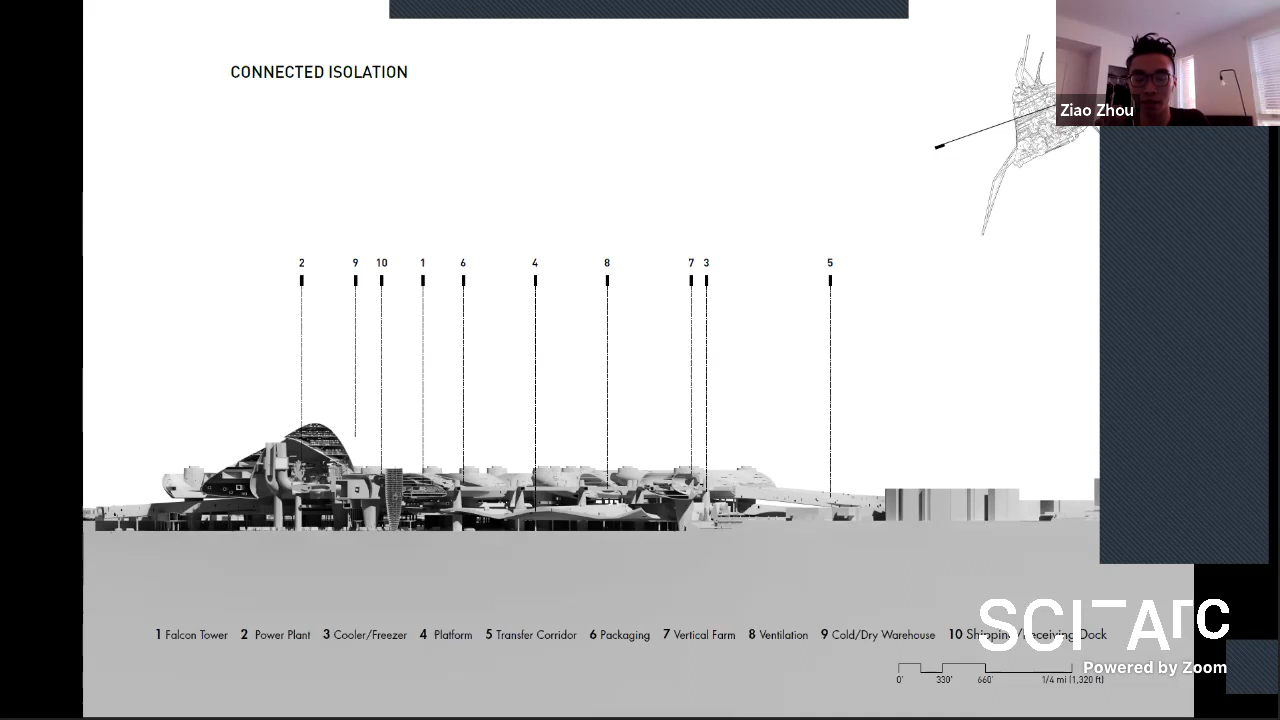 CONNECTED ISOLATION
Ziao Zhou
2 9 10 1 6 4 8 7 3 5
1 Falcon Tower 2 Power Plant 3 Cooler/Freezer 4 Platform 5 Transfer Corridor 6 Packaging 7 Vertical Farm 8 Ventilation 9 Cold/Dry Warehouse 10 Shipping/Receiving Dock
SCI-Arc
Powered by Zoom
0' 330' 660' 1/4 mi (1,320 ft)